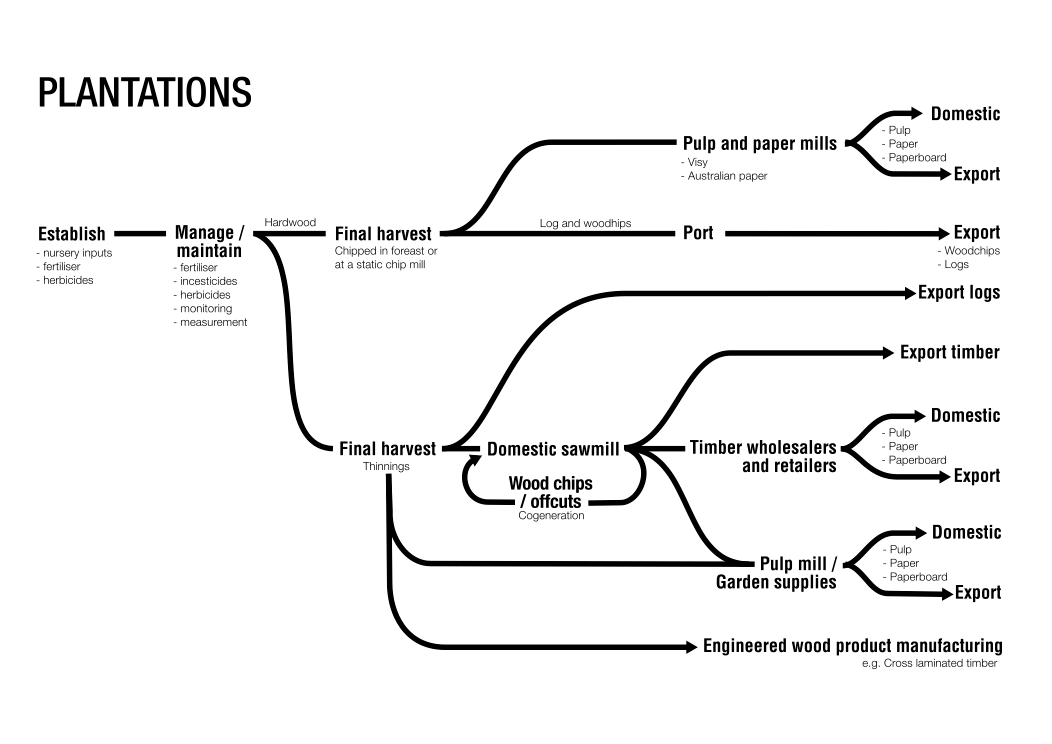 PLANTATIONS
Establish
- nursery inputs
- fertiliser
- herbicides
Manage /
maintain
- fertiliser
- incesticides
- herbicides
- monitoring
- measurement
Hardwood
Final harvest
Chipped in foreast or
at a static chip mill
Pulp and paper mills
- Visy
- Australian paper
Domestic
- Pulp
- Paper
- Paperboard
Export
Log and woodhips
Port
Export
- Woodchips
- Logs
Export logs
Export timber
Final harvest
Thinnings
Domestic sawmill
Wood chips
/ offcuts
Cogeneration
Timber wholesalers
and retailers
Domestic
- Pulp
- Paper
- Paperboard
Export
Pulp mill /
Garden supplies
Domestic
- Pulp
- Paper
- Paperboard
Export
Engineered wood product manufacturing
e.g. Cross laminated timber